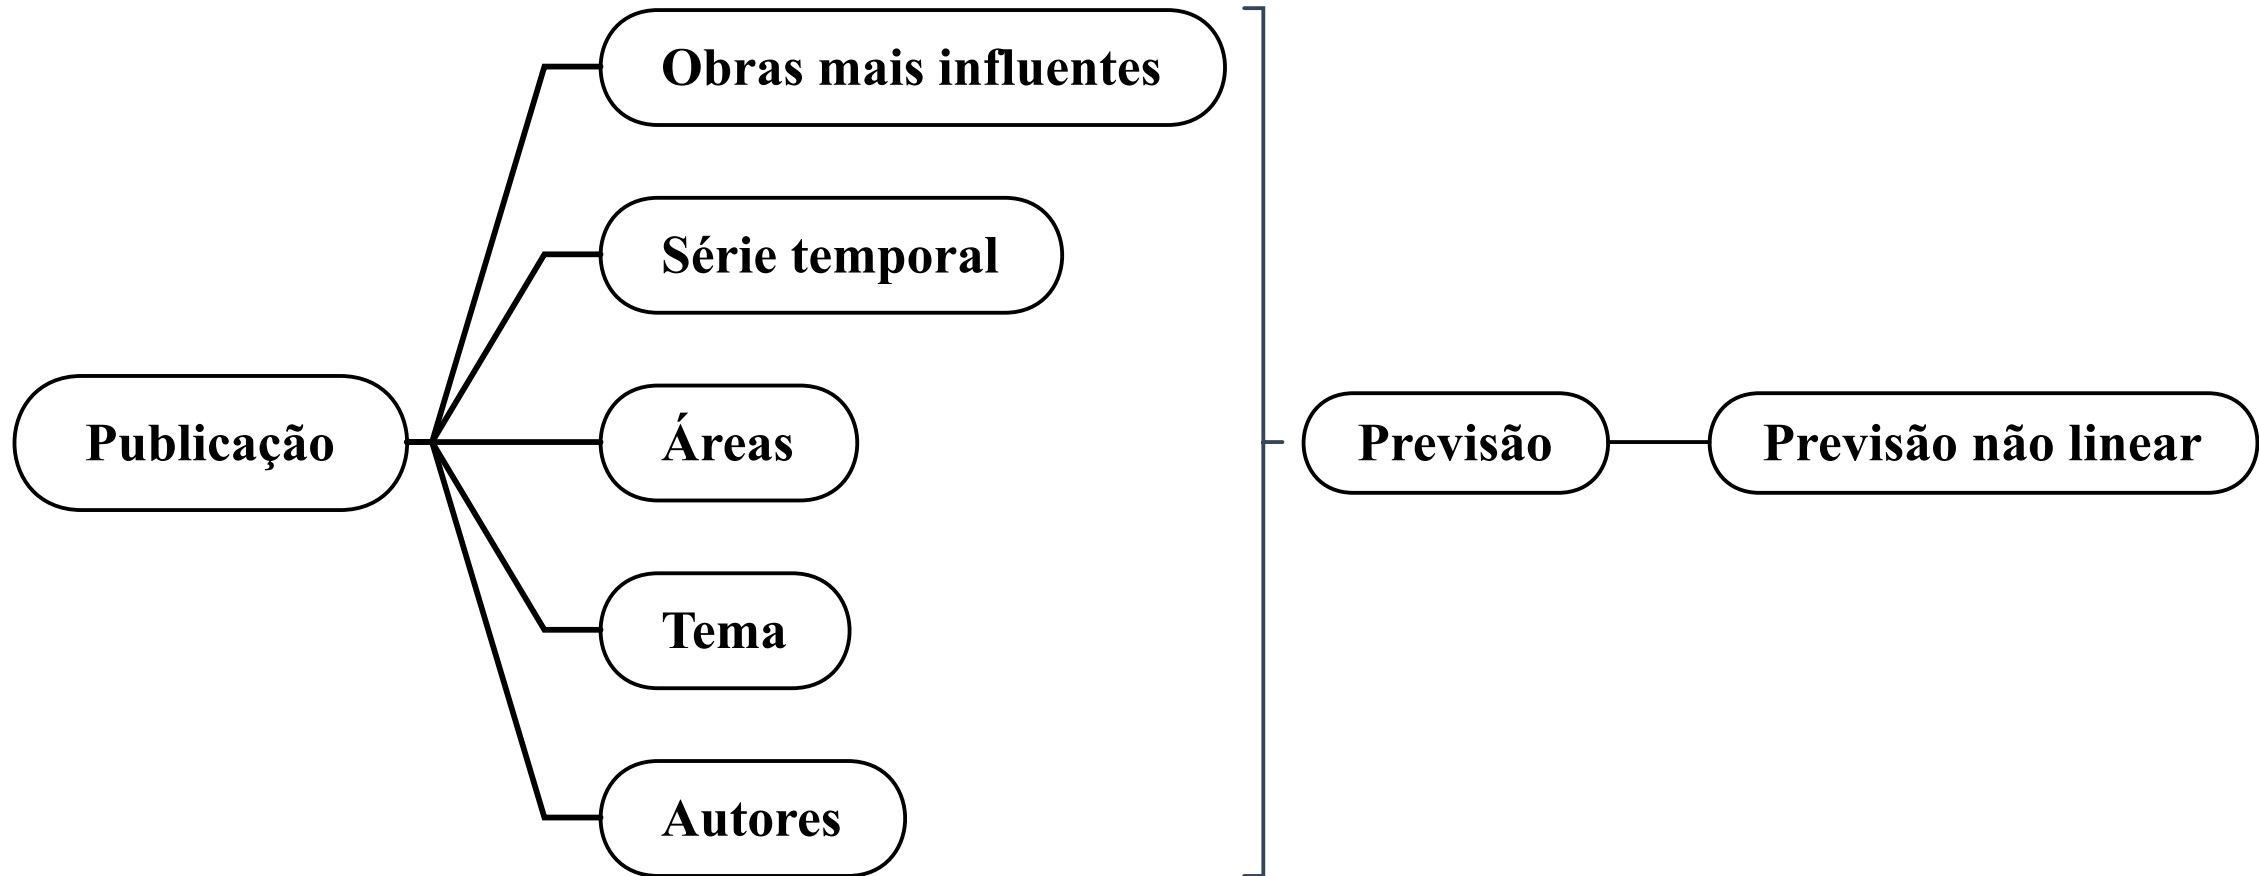 Obras mais influentes
Série temporal
Publicação
Áreas
Previsão
Previsão não linear
Tema
Autores